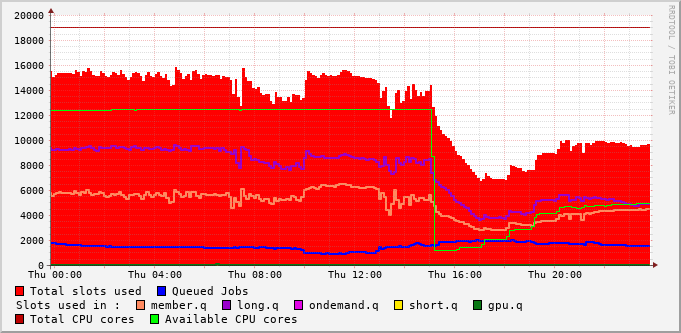 RRDTOOL / TOBI OETIKER
20000
18000
16000
14000
12000
10000
8000
6000
4000
2000
0
Thu 00:00 Thu 04:00 Thu 08:00 Thu 12:00 Thu 16:00 Thu 20:00
Total slots used Queued Jobs
Slots used in : member.q long.q ondemand.q short.q gpu.q
Total CPU cores Available CPU cores